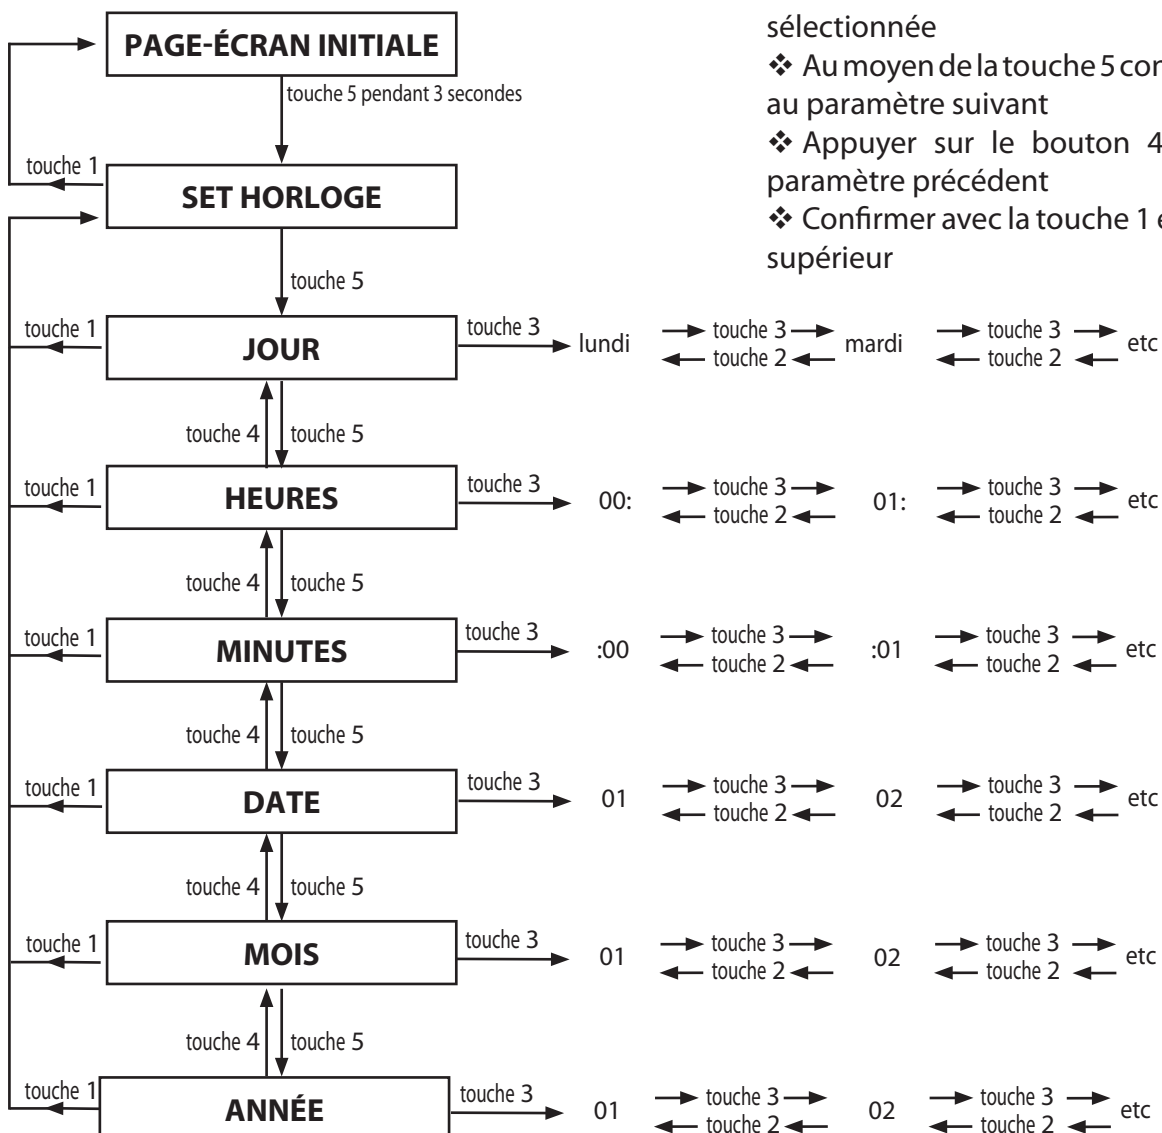 sélectionnée
❖ Au moyen de la touche 5
au paramètre suivant
❖ Appuyer sur le bouton 4
paramètre précédent
❖ Confirmer avec la touche 1
supérieur
PAGE-ÉCRAN INITIALE
touche 5 pendant 3 secondes
touche 1
SET HORLOGE
touche 5
touche 1
JOUR
touche 3
lundi
touche 3
touche 2
mardi
touche 3
touche 2
etc
touche 4
touche 5
touche 1
HEURES
touche 3
00:
touche 3
touche 2
01:
touche 3
touche 2
etc
touche 4
touche 5
touche 1
MINUTES
touche 3
:00
touche 3
touche 2
:01
touche 3
touche 2
etc
touche 4
touche 5
touche 1
DATE
touche 3
01
touche 3
touche 2
02
touche 3
touche 2
etc
touche 4
touche 5
touche 1
MOIS
touche 3
01
touche 3
touche 2
02
touche 3
touche 2
etc
touche 4
touche 5
touche 1
ANNÉE
touche 3
01
touche 3
touche 2
02
touche 3
touche 2
etc